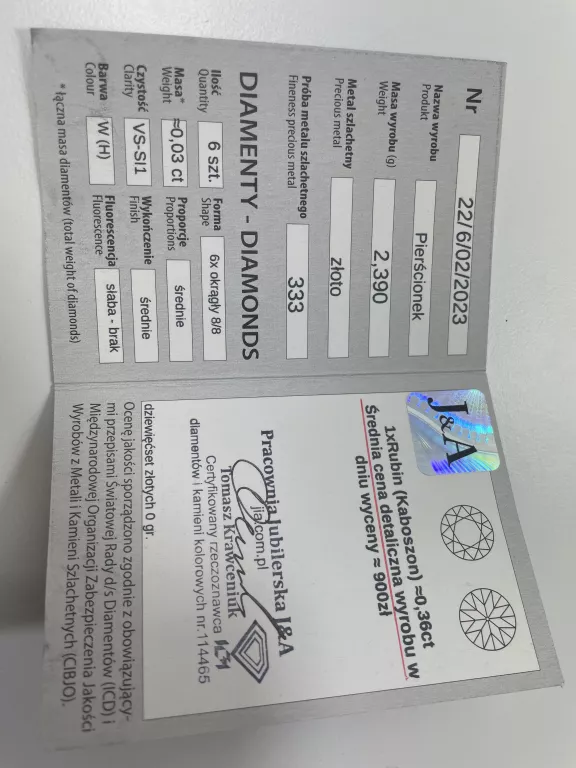 Nr 22/6/02/2023
Nazwa wyrobu Pierścionek
Produkt
Masa wyrobu (g) 2,390
Weight
Metal szlachetny złoto
Precious metal
Próba metalu szlachetnego 333
Fineness precious metal
DIAMENTY - DIAMONDS
Ilość 6 szt. Forma 6x okrągły 8/8
Quantity Shape
Masa* ≈0,03 ct Proporcje średnie
Weight Proportions
Czystość VS-SI1 Wykończenie średnie
Clarity Finish
Barwa W (H) Fluorescencja słaba - brak
Colour Fluorescence
* łączna masa diamentów (total weight of diamonds)
J&A
1xRubin (Kaboszon) ≈0,36ct
Średnia cena detaliczna wyrobu w
dniu wyceny ≈ 900zł
Pracownia Jubilerska J&A
jja.com.pl
Tomasz Krawceniuk
Certyfikowany rzeczoznawca
diamentów i kamieni kolorowych nr.114465
dziewięćset złotych 0 gr.
Ocenę jakości sporządzono zgodnie z obowiązujący-
mi przepisami Światowej Rady d/s Diamentów (ICD) i
Międzynarodowej Organizacji Zabezpieczenia Jakości
Wyrobów z Metali i Kamieni Szlachetnych (CIBJO).